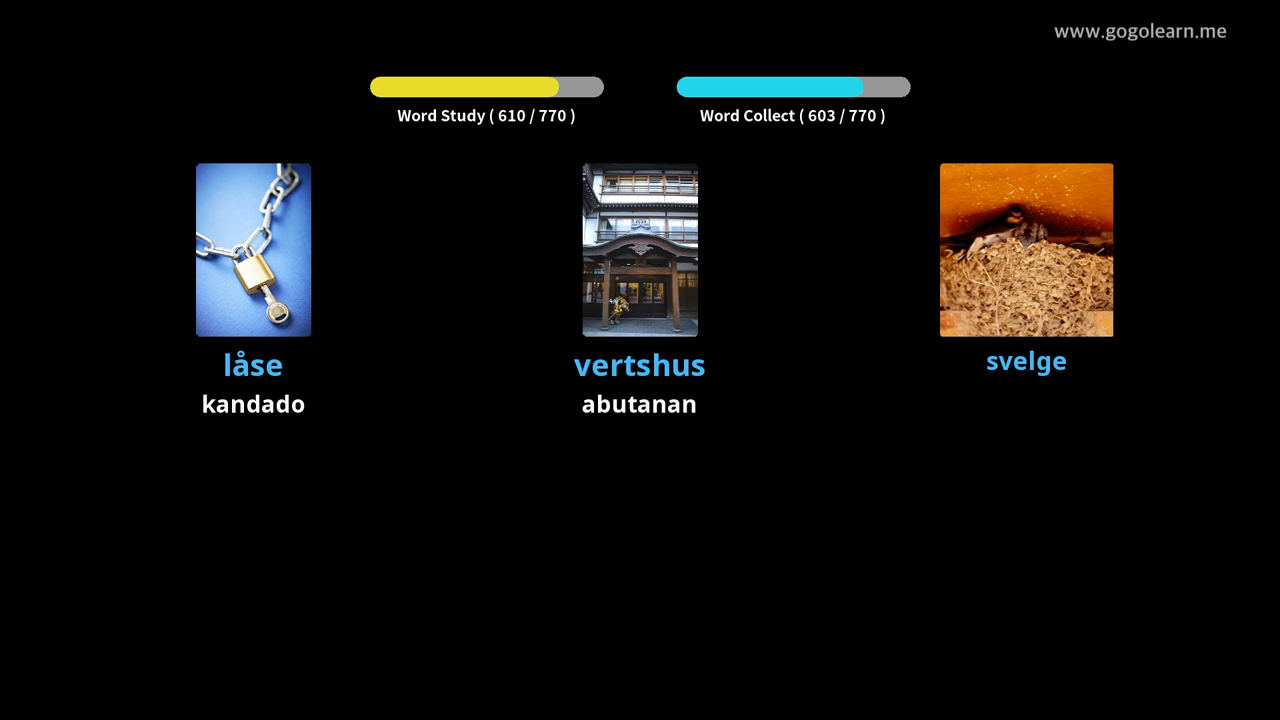 www.gogolearn.me
Word Study ( 610 / 770 )
Word Collect ( 603 / 770 )
låse
kandado
vertshus
abutanan
svelge